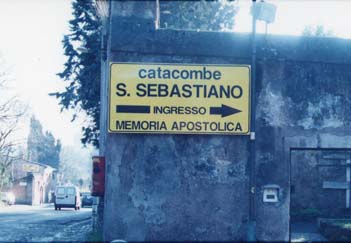 catacombe
S. SEBASTIANO
INGRESSO
MEMORIA APOSTOLICA